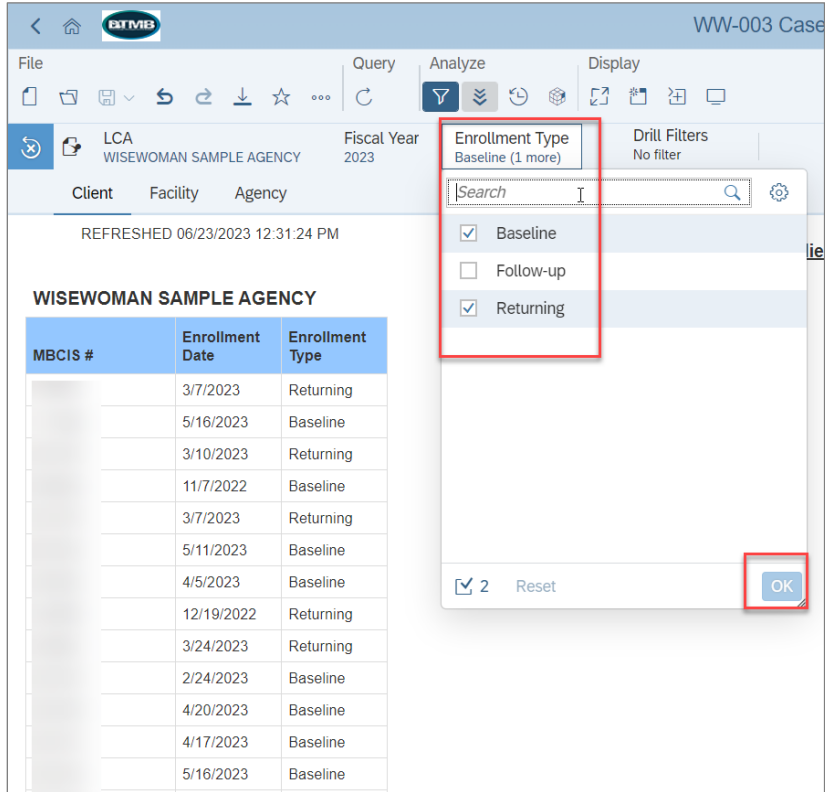 BTMB
WW-003 Case
File
Query
Analyze
Display
LCA
WISEWOMAN SAMPLE AGENCY
Fiscal Year
2023
Enrollment Type
Baseline (1 more)
Drill Filters
No filter
Client
Facility
Agency
Search
Baseline
Follow-up
Returning
2
Reset
OK
REFRESHED 06/23/2023 12:31:24 PM
lie
WISEWOMAN SAMPLE AGENCY
MBCIS # Enrollment Date Enrollment Type
3/7/2023 Returning
5/16/2023 Baseline
3/10/2023 Returning
11/7/2022 Baseline
3/7/2023 Returning
5/11/2023 Baseline
4/5/2023 Baseline
12/19/2022 Returning
3/24/2023 Returning
2/24/2023 Baseline
4/20/2023 Baseline
4/17/2023 Baseline
5/16/2023 Baseline